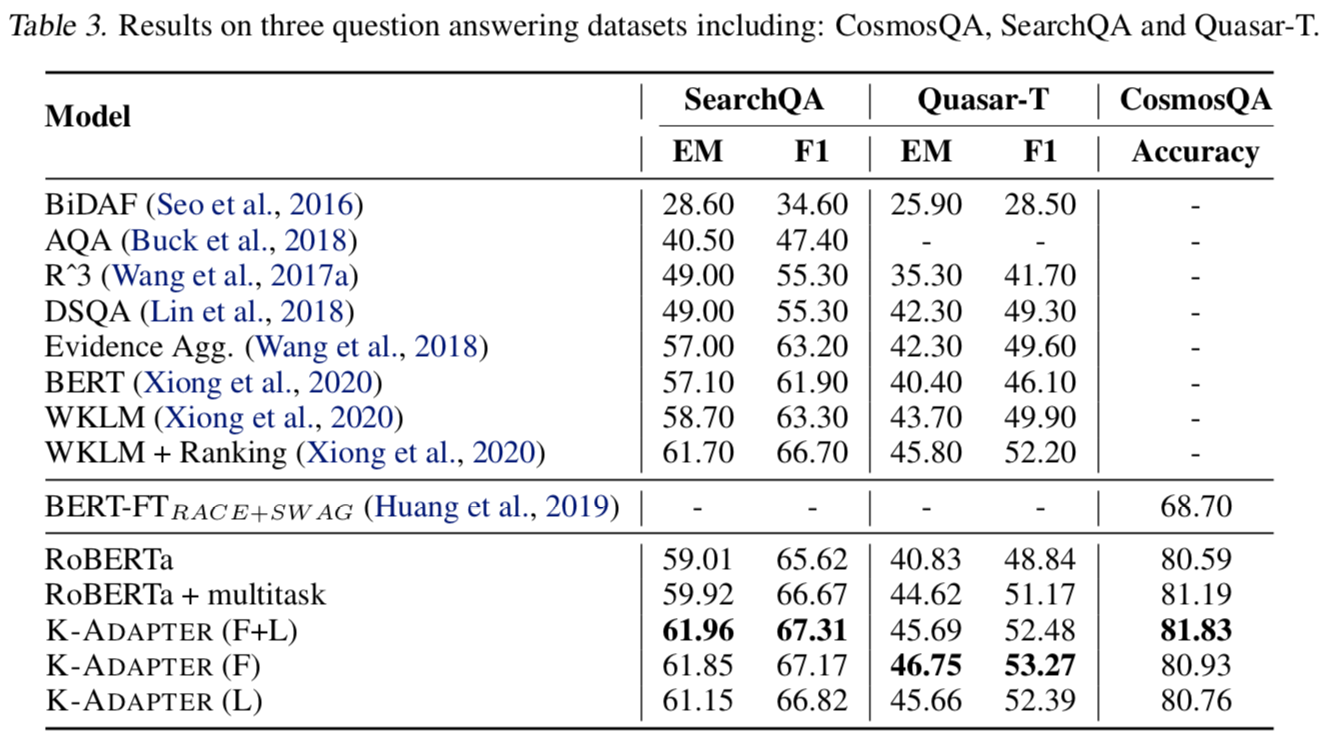 Table 3. Results on three question answering datasets including: CosmosQA, SearchQA and Quasar-T.
Model SearchQA Quasar-T CosmosQA
EM F1 EM F1 Accuracy
BiDAF (Seo et al., 2016) 28.60 34.60 25.90 28.50 -
AQA (Buck et al., 2018) 40.50 47.40 - - -
R^3 (Wang et al., 2017a) 49.00 55.30 35.30 41.70 -
DSQA (Lin et al., 2018) 49.00 55.30 42.30 49.30 -
Evidence Agg. (Wang et al., 2018) 57.00 63.20 42.30 49.60 -
BERT (Xiong et al., 2020) 57.10 61.90 40.40 46.10 -
WKLM (Xiong et al., 2020) 58.70 63.30 43.70 49.90 -
WKLM + Ranking (Xiong et al., 2020) 61.70 66.70 45.80 52.20 -
BERT-FT RACE+SWAG (Huang et al., 2019) - - - - 68.70
RoBERTa 59.01 65.62 40.83 48.84 80.59
RoBERTa + multitask 59.92 66.67 44.62 51.17 81.19
K-ADAPTER (F+L) 61.96 67.31 45.69 52.48 81.83
K-ADAPTER (F) 61.85 67.17 46.75 53.27 80.93
K-ADAPTER (L) 61.15 66.82 45.66 52.39 80.76